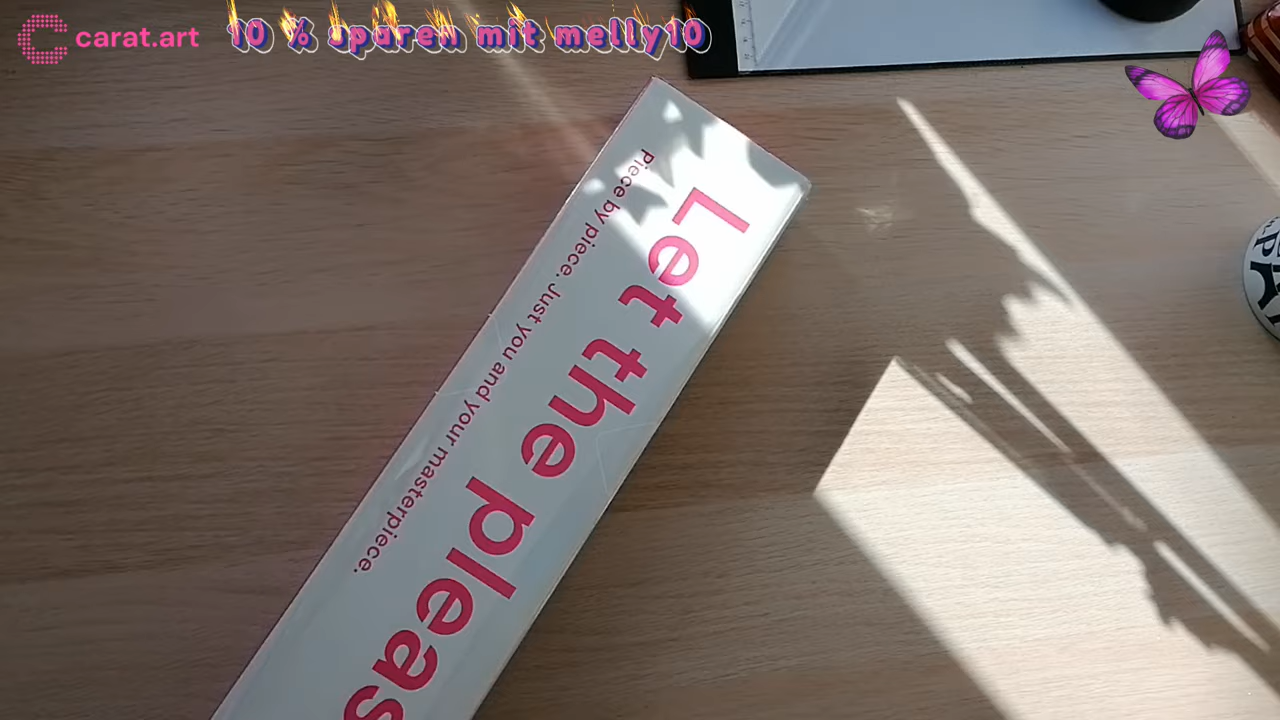 carat.art
10 % sparen mit melly10
Let the pleas
Piece by piece. Just you and your masterpiece.